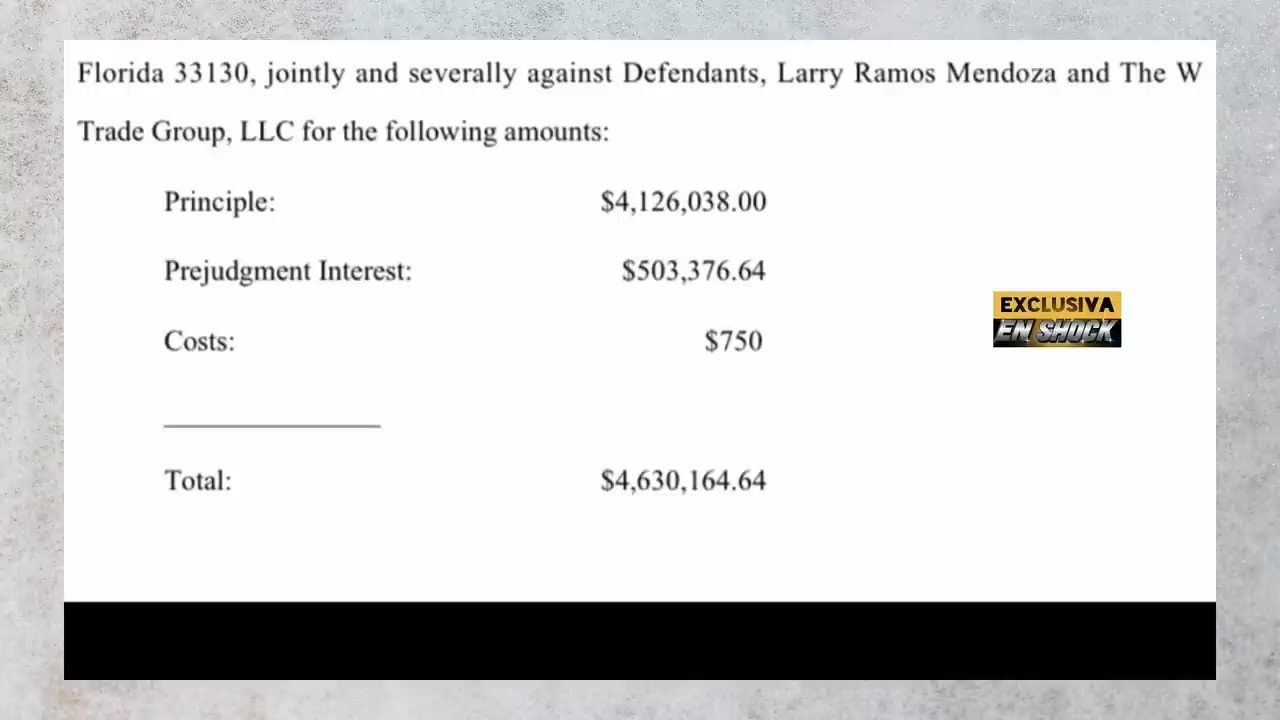 Florida 33130, jointly and severally against Defendants, Larry Ramos Mendoza and The W
Trade Group, LLC for the following amounts:
Principle: $4,126,038.00
Prejudgment Interest: $503,376.64
Costs: $750
Total: $4,630,164.64
EXCLUSIVA
EN SHOCK